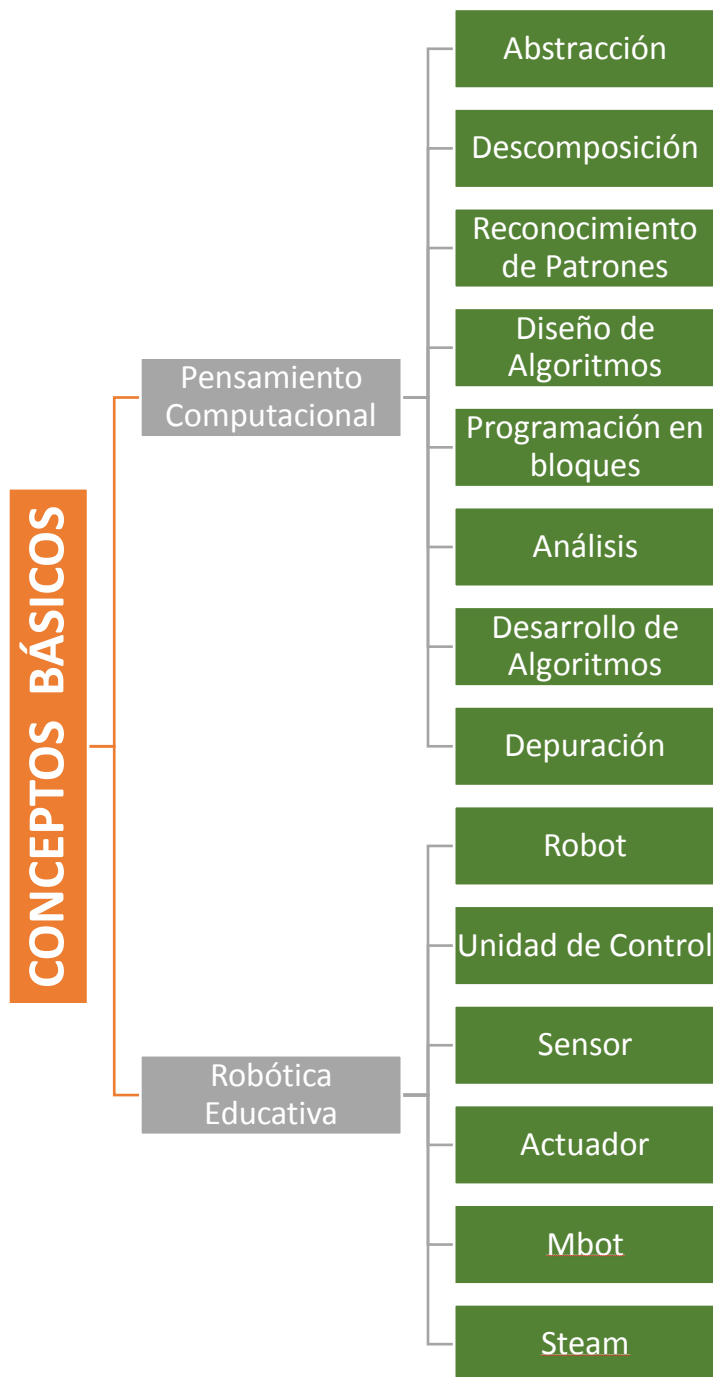 CONCEPTOS BÁSICOS
Pensamiento
Computacional
Abstracción
Descomposición
Reconocimiento
de Patrones
Diseño de
Algoritmos
Programación en
bloques
Análisis
Desarrollo de
Algoritmos
Depuración
Robótica
Educativa
Robot
Unidad de Control
Sensor
Actuador
Mbot
Steam